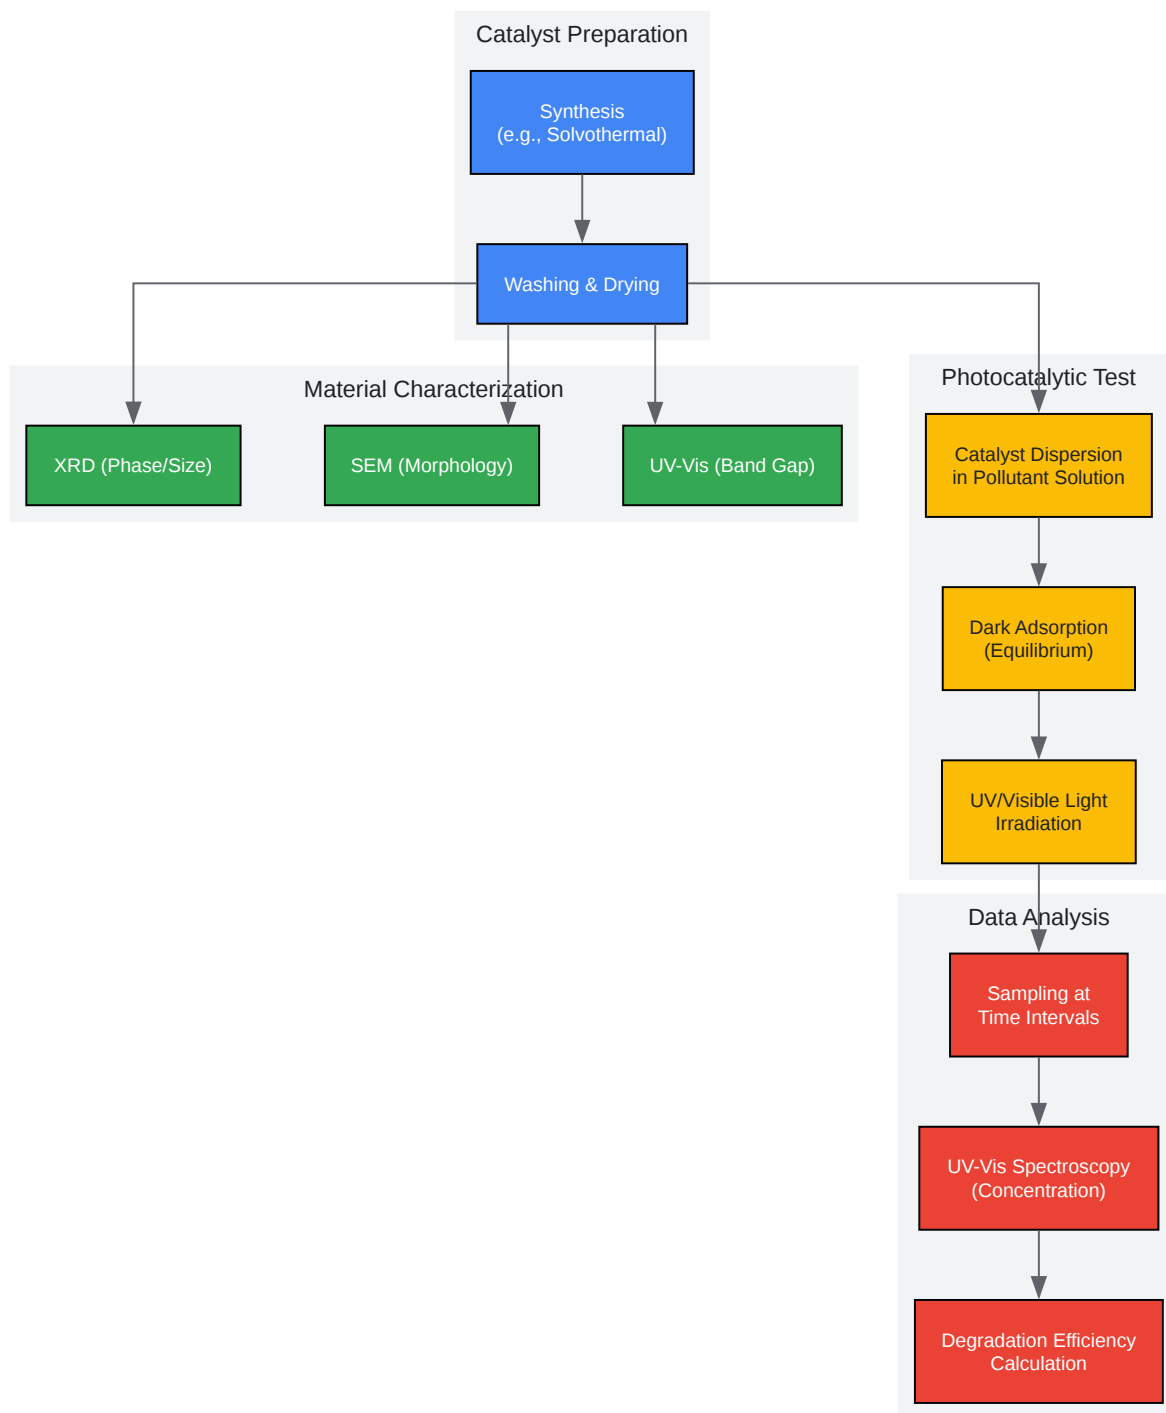 Catalyst Preparation
Synthesis
(e.g., Solvothermal)
Washing & Drying
Material Characterization
XRD (Phase/Size)
SEM (Morphology)
UV-Vis (Band Gap)
Photocatalytic Test
Catalyst Dispersion
in Pollutant Solution
Dark Adsorption
(Equilibrium)
UV/Visible Light
Irradiation
Data Analysis
Sampling at
Time Intervals
UV-Vis Spectroscopy
(Concentration)
Degradation Efficiency
Calculation